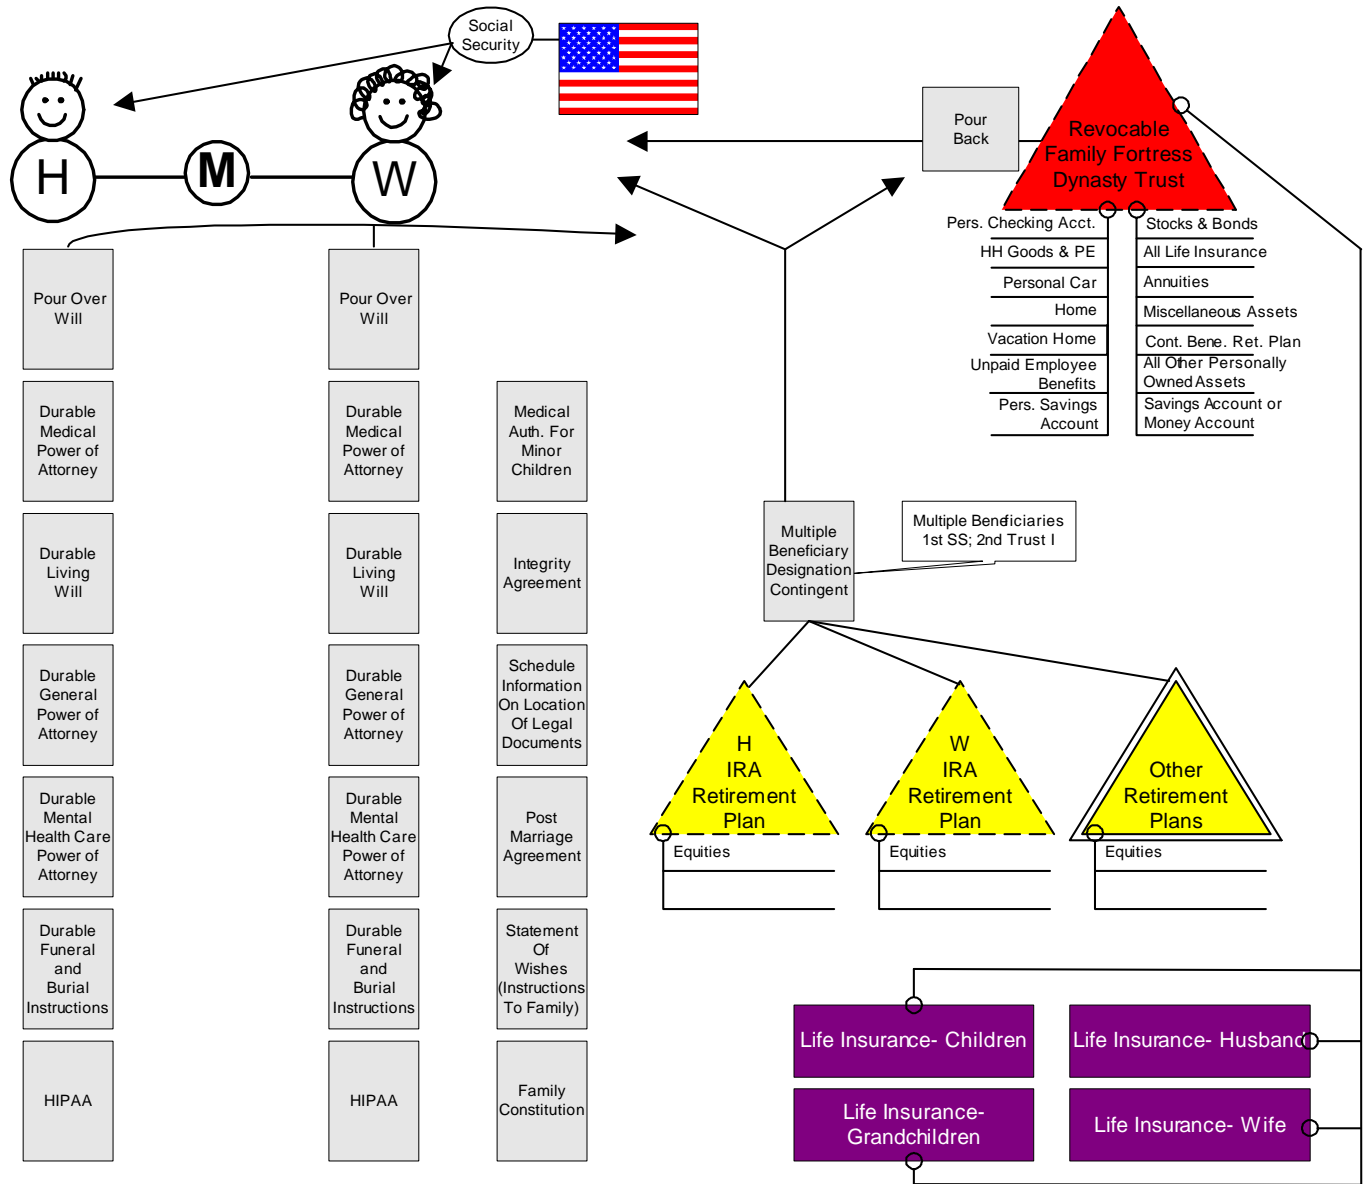 Social
Security
H
M
W
Pour
Back
Revocable
Family Fortress
Dynasty Trust
Pers. Checking Acct.
HH Goods & PE
Personal Car
Home
Vacation Home
Unpaid Employee
Benefits
Pers. Savings
Account
Stocks & Bonds
All Life Insurance
Annuities
Miscellaneous Assets
Cont. Bene. Ret. Plan
All Other Personally
Owned Assets
Savings Account or
Money Account
Pour Over
Will
Durable
Medical
Power of
Attorney
Durable
Living
Will
Durable
General
Power of
Attorney
Durable
Mental
Health Care
Power of
Attorney
Durable
Funeral
and
Burial
Instructions
HIPAA
Pour Over
Will
Durable
Medical
Power of
Attorney
Durable
Living
Will
Durable
General
Power of
Attorney
Durable
Mental
Health Care
Power of
Attorney
Durable
Funeral
and
Burial
Instructions
HIPAA
Medical
Auth. For
Minor
Children
Integrity
Agreement
Schedule
Information
On Location
Of Legal
Documents
Post
Marriage
Agreement
Statement
Of
Wishes
(Instructions
To Family)
Family
Constitution
Multiple
Beneficiary
Designation
Contingent
Multiple Beneficiaries
1st SS; 2nd Trust I
H
IRA
Retirement
Plan
Equities
W
IRA
Retirement
Plan
Equities
Other
Retirement
Plans
Equities
Life Insurance- Children
Life Insurance- Husband
Life Insurance-
Grandchildren
Life Insurance- Wife